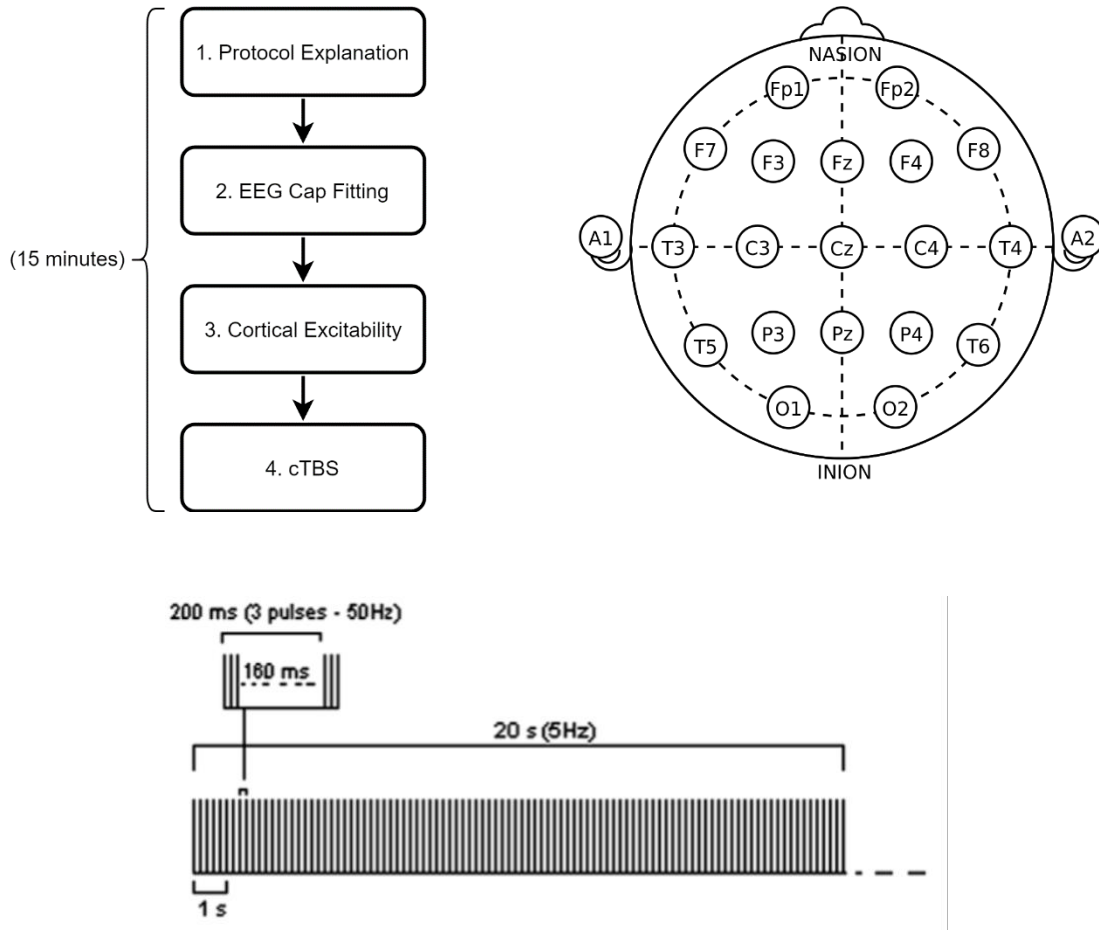 1. Protocol Explanation
2. EEG Cap Fitting
(15 minutes)
3. Cortical Excitability
4. cTBS
NASION
Fp1 Fp2
F7 F3 Fz F4 F8
A1 T3 C3 Cz C4 T4 A2
T5 P3 Pz P4 T6
O1 O2
INION
200 ms (3 pulses - 50Hz)
160 ms
20 s (5Hz)
1 s